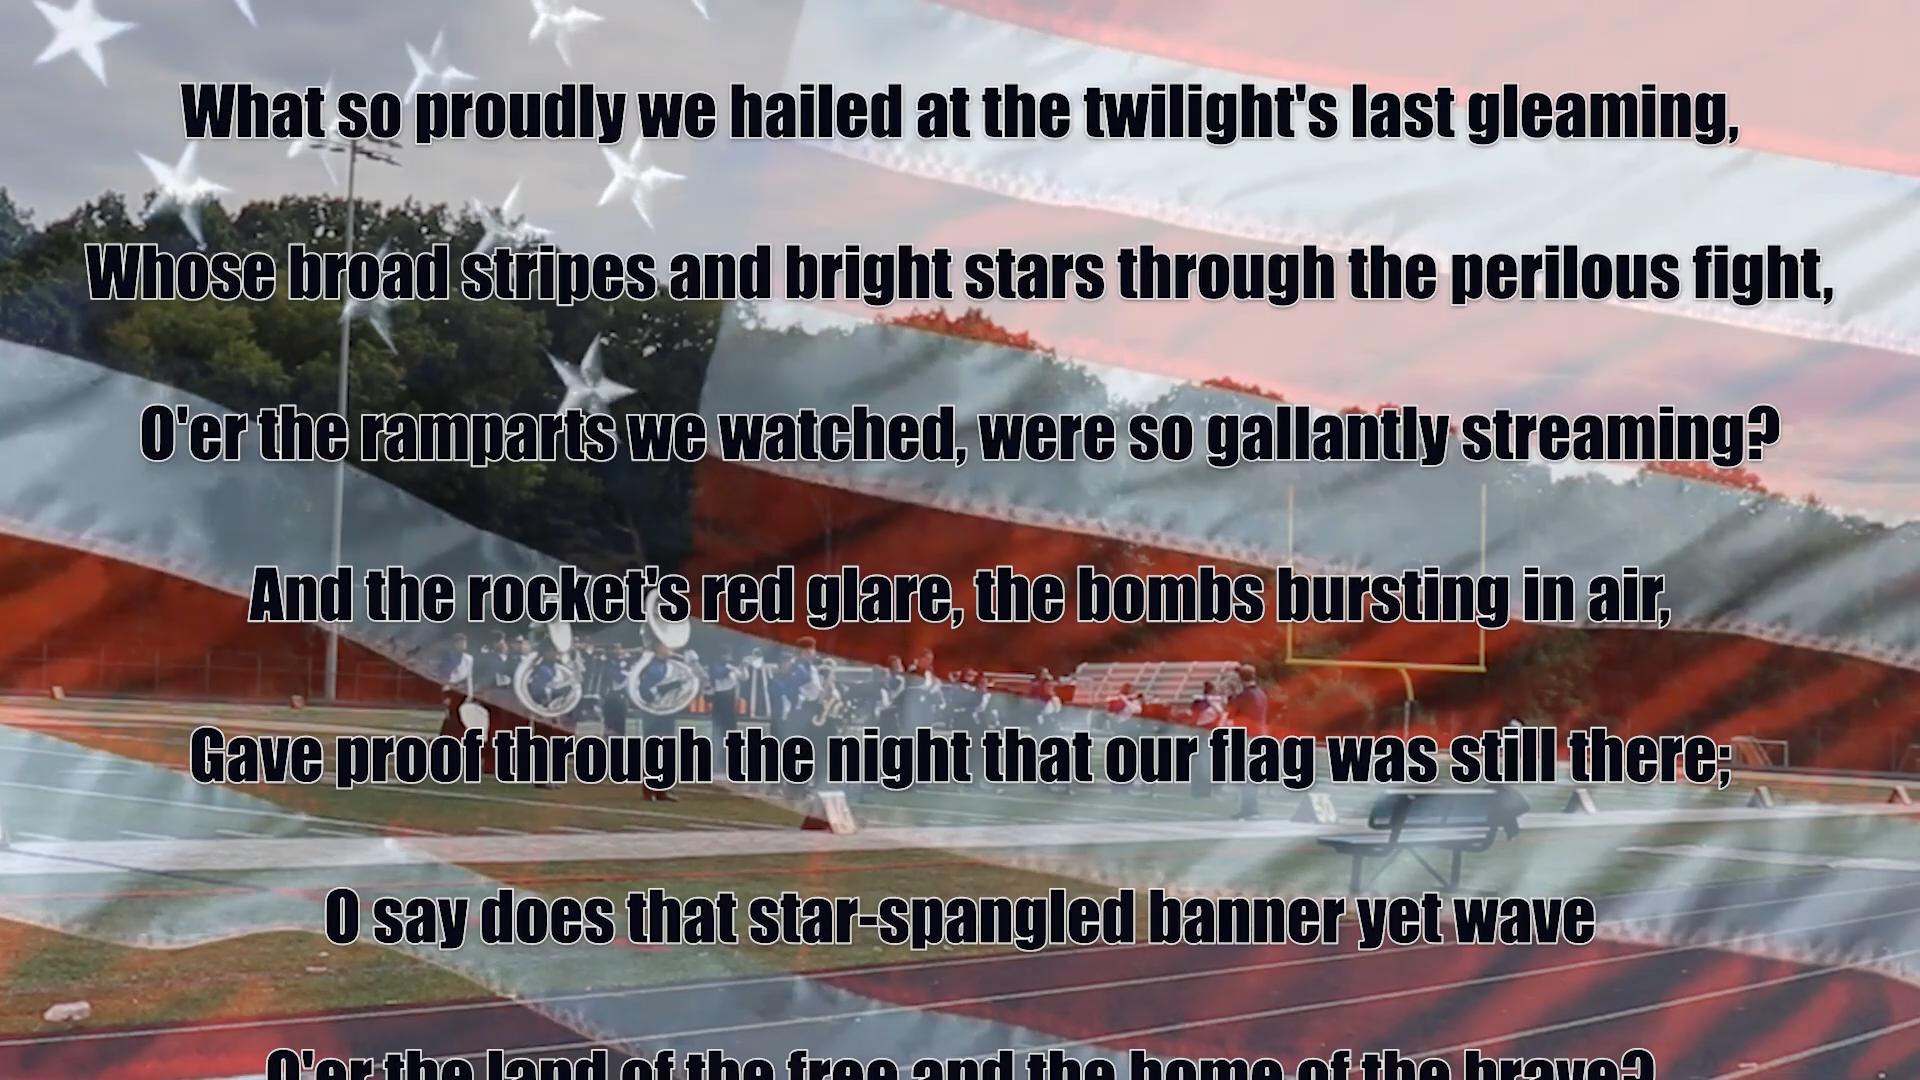 What so proudly we hailed at the twilight's last gleaming,
Whose broad stripes and bright stars through the perilous fight,
O'er the ramparts we watched, were so gallantly streaming?
And the rocket's red glare, the bombs bursting in air,
Gave proof through the night that our flag was still there;
O say does that star-spangled banner yet wave
O'er the land of the free and the home of the brave?